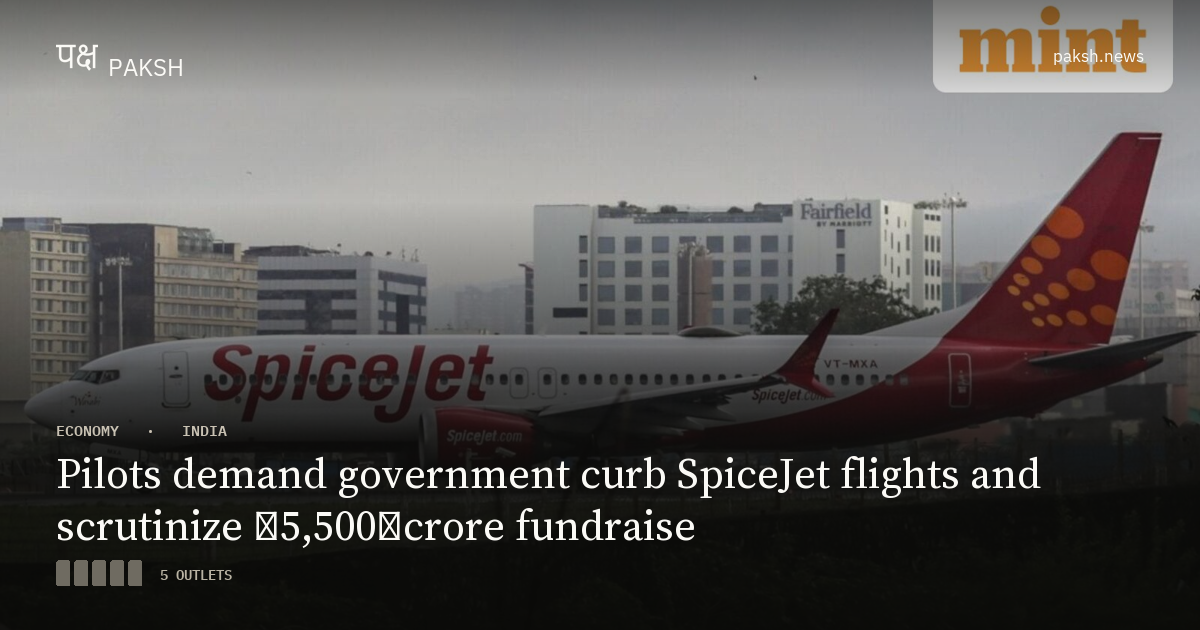 पक्ष PAKSH
mint
paksh.news
Fairfield
BY MARRIOTT
SpiceJet
VT-MXA
SpiceJet.com
SpiceJet.com
ECONOMY · INDIA
Pilots demand government curb SpiceJet flights and
scrutinize 5,500 crore fundraise
5 OUTLETS